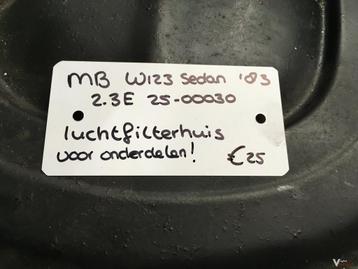 MB W123 Sedan '83
2.3E 25-00030
luchtfilterhuis
voor onderdelen! €25